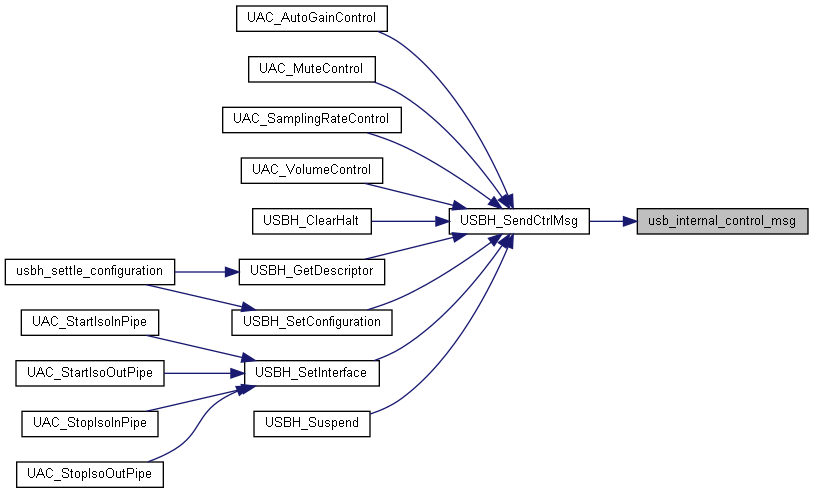 UAC_AutoGainControl
UAC_MuteControl
UAC_SamplingRateControl
UAC_VolumeControl
USBH_ClearHalt
USBH_SendCtrlMsg
usb_internal_control_msg
usbh_settle_configuration
USBH_GetDescriptor
USBH_SetConfiguration
UAC_StartIsoInPipe
UAC_StartIsoOutPipe
USBH_SetInterface
UAC_StopIsoInPipe
USBH_Suspend
UAC_StopIsoOutPipe